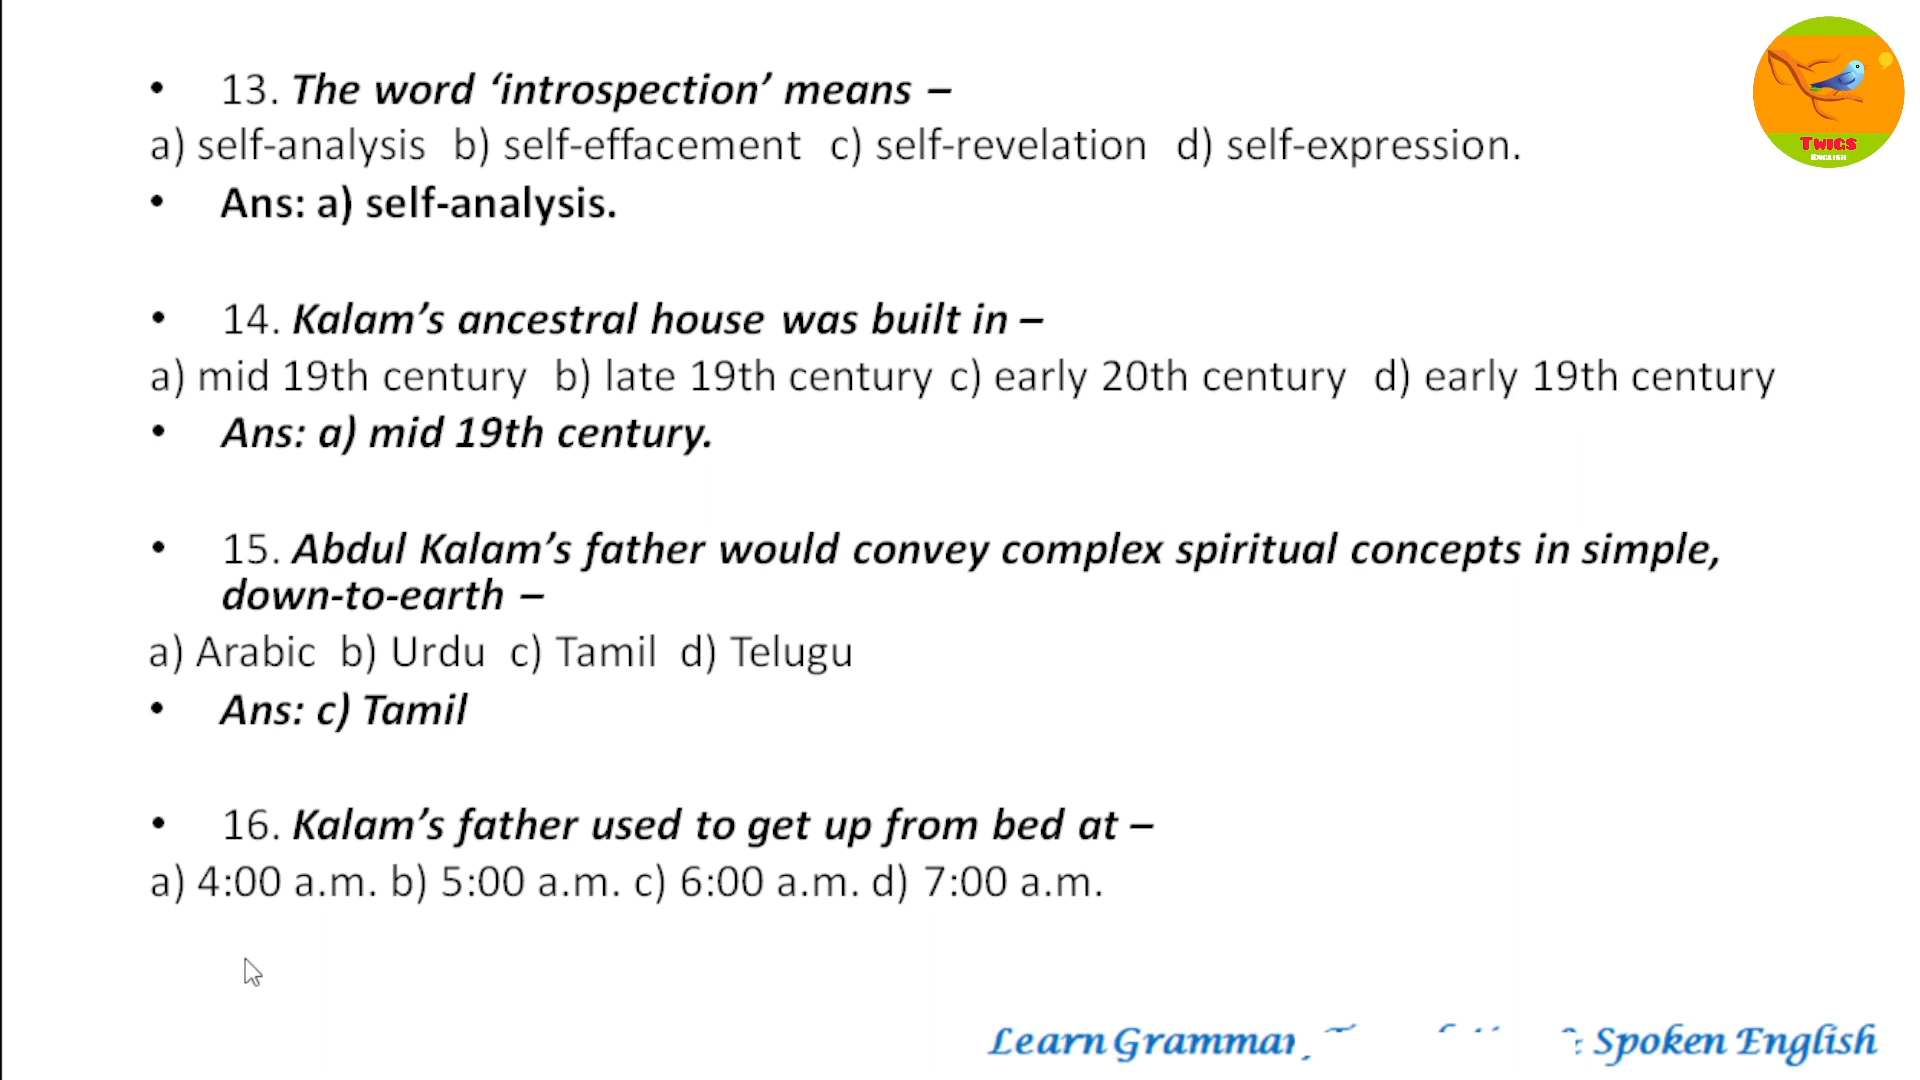 • 13. The word ‘introspection’ means –
a) self-analysis b) self-effacement c) self-revelation d) self-expression.
• Ans: a) self-analysis.
• 14. Kalam’s ancestral house was built in –
a) mid 19th century b) late 19th century c) early 20th century d) early 19th century
• Ans: a) mid 19th century.
• 15. Abdul Kalam’s father would convey complex spiritual concepts in simple,
down-to-earth –
a) Arabic b) Urdu c) Tamil d) Telugu
• Ans: c) Tamil
• 16. Kalam’s father used to get up from bed at –
a) 4:00 a.m. b) 5:00 a.m. c) 6:00 a.m. d) 7:00 a.m.
TWIGS
ENGLISH
Learn Grammar, Spoken English